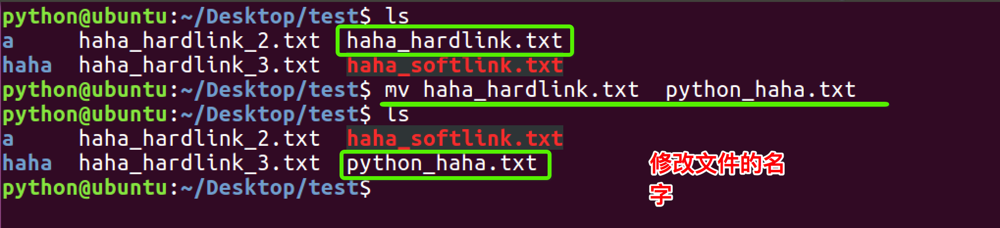 python@ubuntu:~/Desktop/test$ ls
a     haha_hardlink_2.txt  haha_hardlink.txt
haha  haha_hardlink_3.txt  haha_softlink.txt
python@ubuntu:~/Desktop/test$ mv haha_hardlink.txt  python_haha.txt
python@ubuntu:~/Desktop/test$ ls
a     haha_hardlink_2.txt  haha_softlink.txt
haha  haha_hardlink_3.txt  python_haha.txt
python@ubuntu:~/Desktop/test$
修改文件的名
字